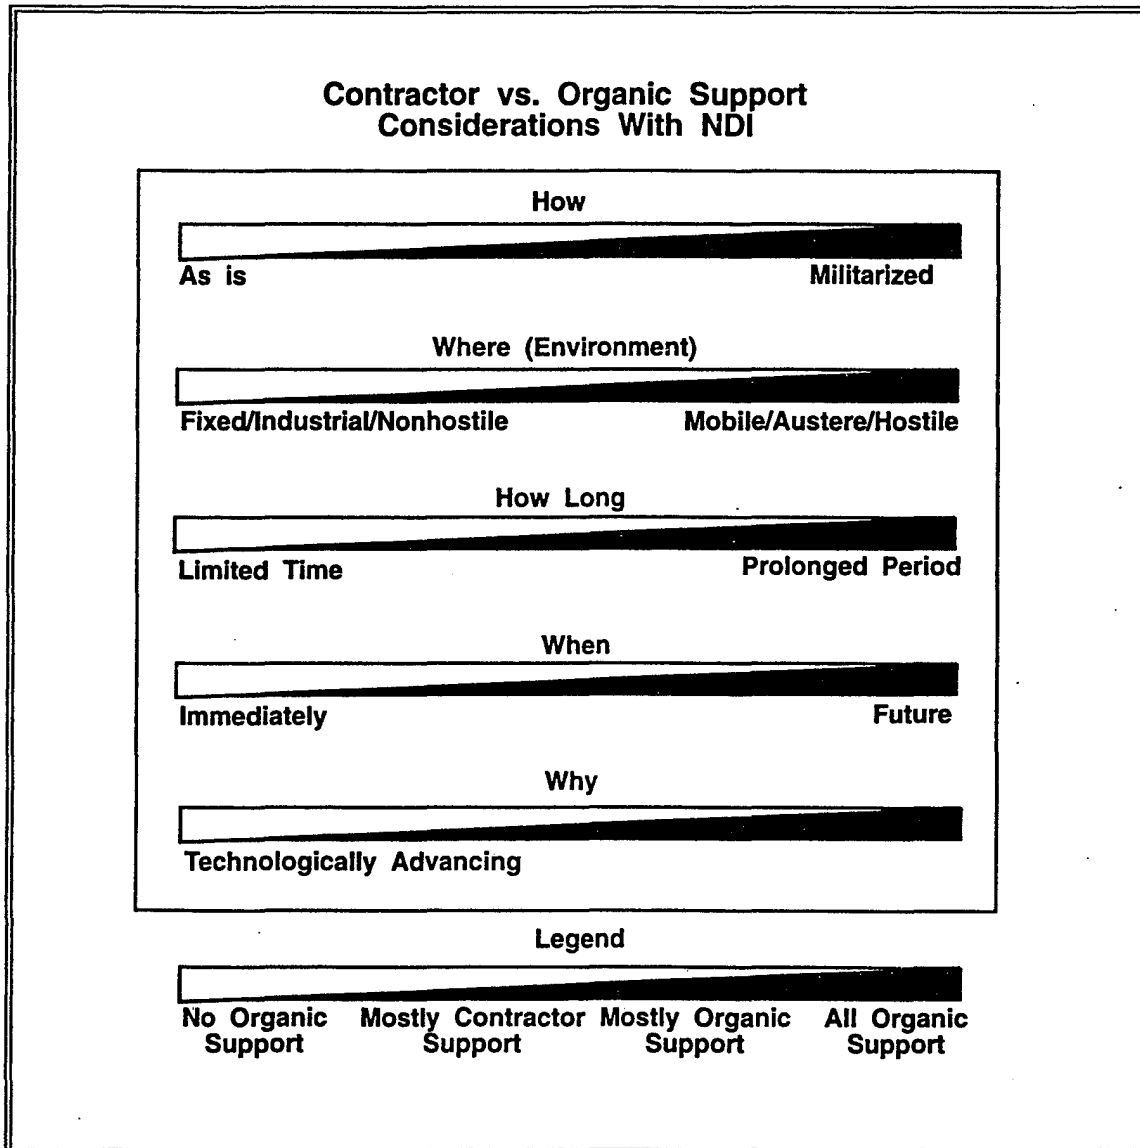 Contractor vs. Organic Support
Considerations With NDI
How
As is Militarized
Where (Environment)
Fixed/Industrial/Nonhostile Mobile/Austere/Hostile
How Long
Limited Time Prolonged Period
When
Immediately Future
Why
Technologically Advancing
Legend
No Organic Mostly Contractor Mostly Organic All Organic
Support Support Support Support